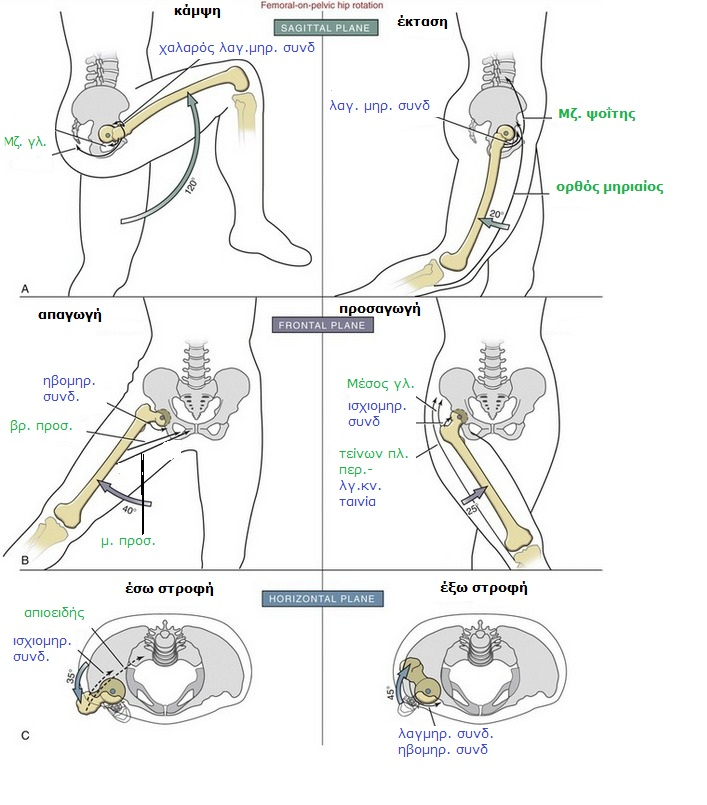 Femoral-on-pelvic hip rotation
κάμψη
SAGITTAL PLANE
έκταση
χαλαρός λαγ.μηρ. συνδ
λαγ. μηρ. συνδ
Μζ. ψοΐτης
Μζ. γλ.
120°
ορθός μηριαίος
20°
A
απαγωγή
FRONTAL PLANE
προσαγωγή
ηβομηρ.
συνδ.
βρ. προσ.
40°
μ. προσ.
Μέσος γλ.
ισχιομηρ.
συνδ
τείνων πλ.
περ.-
λγ.κν.
ταινία
25°
B
έσω στροφή
HORIZONTAL PLANE
έξω στροφή
απιοειδής
ισχιομηρ.
συνδ.
35°
45°
λαγμηρ. συνδ.
ηβομηρ. συνδ
C